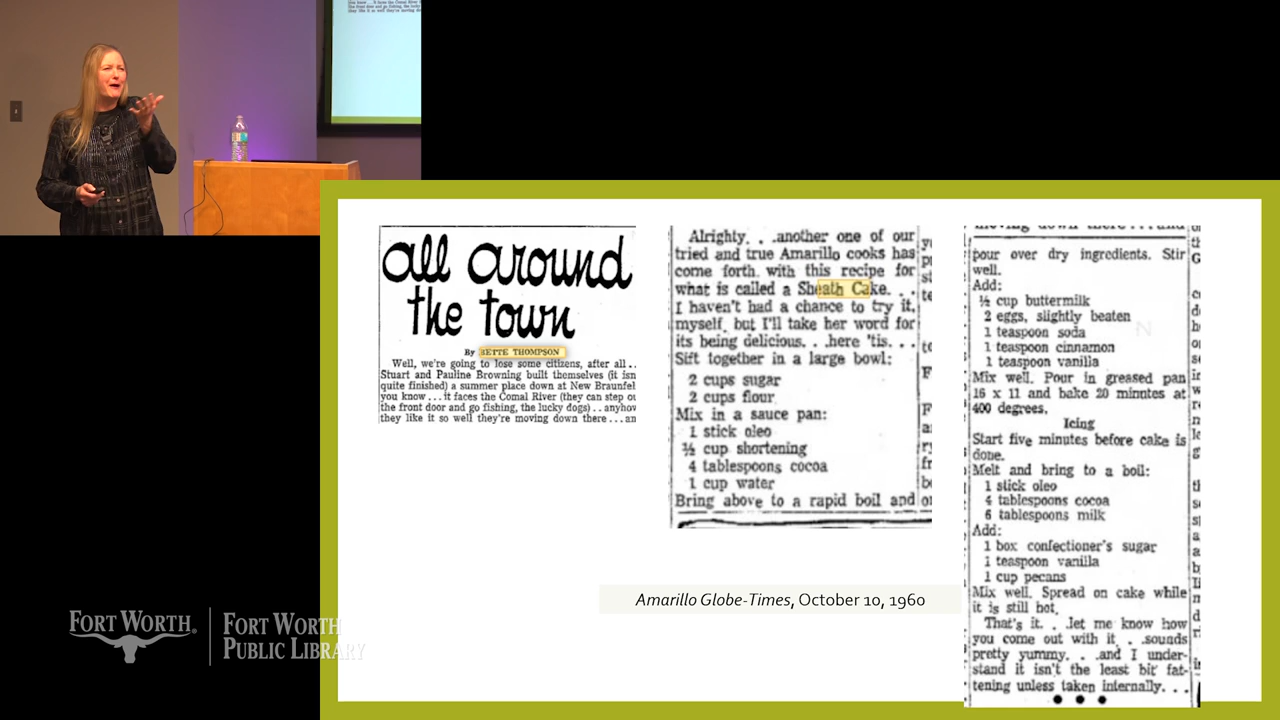 all around
the town
By BETTE THOMPSON
Well, we're going to lose some citizens, after all . .
Stuart and Pauline Browning built themselves (it isn
quite finished) a summer place down at New Braunfel
you know . . . it faces the Comal River (they can step ou
the front door and go fishing, the lucky dogs) . . anyhow
they like it so well they're moving down there . . . an
Alrighty. . .another one of our
tried and true Amarillo cooks has
come forth with this recipe for
what is called a Sheath Cake. . .
I haven't had a chance to try it,
myself, but I'll take her word for
its being delicious. . .here 'tis. . .
Sift together in a large bowl:
2 cups sugar
2 cups flour
Mix in a sauce pan:
1 stick oleo
½ cup shortening
4 tablespoons cocoa
1 cup water
Bring above to a rapid boil and
pour over dry ingredients. Stir
well.
Add:
½ cup buttermilk
2 eggs, slightly beaten
1 teaspoon soda
1 teaspoon cinnamon
1 teaspoon vanilla
Mix well. Pour in greased pan
16 x 11 and bake 20 minutes at
400 degrees.
Icing
Start five minutes before cake is
done.
Melt and bring to a boil:
1 stick oleo
4 tablespoons cocoa
6 tablespoons milk
Add:
1 box confectioner's sugar
1 teaspoon vanilla
1 cup pecans
Mix well. Spread on cake while
it is still hot.
That's it. . .let me know how
you come out with it . . .sounds
pretty yummy. . .and I under-
stand it isn't the least bit fat-
tening unless taken internally. . .
Amarillo Globe-Times, October 10, 1960
FORT WORTH®
FORT WORTH
PUBLIC LIBRARY